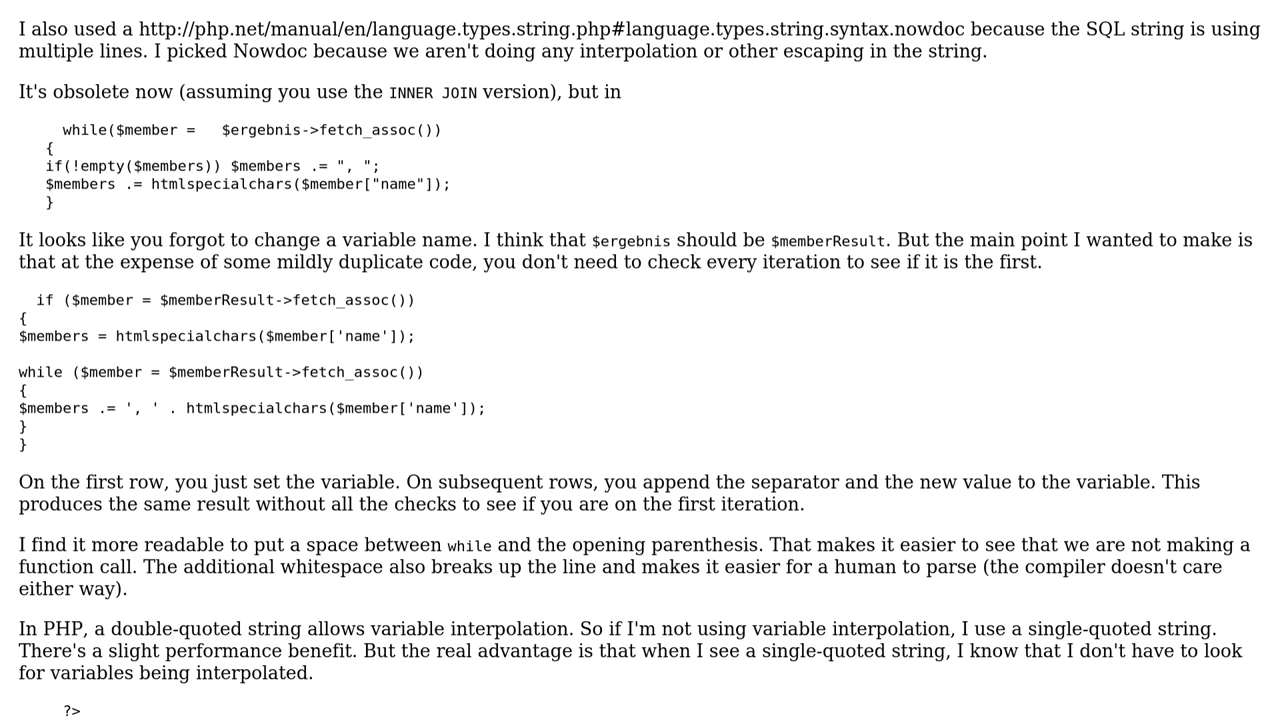 I also used a http://php.net/manual/en/language.types.string.php#language.types.string.syntax.nowdoc because the SQL string is using
multiple lines. I picked Nowdoc because we aren't doing any interpolation or other escaping in the string.
It's obsolete now (assuming you use the INNER JOIN version), but in
while($member =   $ergebnis->fetch_assoc())
{
if(!empty($members)) $members .= ", ";
$members .= htmlspecialchars($member["name"]);
}
It looks like you forgot to change a variable name. I think that $ergebnis should be $memberResult. But the main point I wanted to make is
that at the expense of some mildly duplicate code, you don't need to check every iteration to see if it is the first.
if ($member = $memberResult->fetch_assoc())
{
$members = htmlspecialchars($member['name']);
while ($member = $memberResult->fetch_assoc())
{
$members .= ', ' . htmlspecialchars($member['name']);
}
}
On the first row, you just set the variable. On subsequent rows, you append the separator and the new value to the variable. This
produces the same result without all the checks to see if you are on the first iteration.
I find it more readable to put a space between while and the opening parenthesis. That makes it easier to see that we are not making a
function call. The additional whitespace also breaks up the line and makes it easier for a human to parse (the compiler doesn't care
either way).
In PHP, a double-quoted string allows variable interpolation. So if I'm not using variable interpolation, I use a single-quoted string.
There's a slight performance benefit. But the real advantage is that when I see a single-quoted string, I know that I don't have to look
for variables being interpolated.
?>